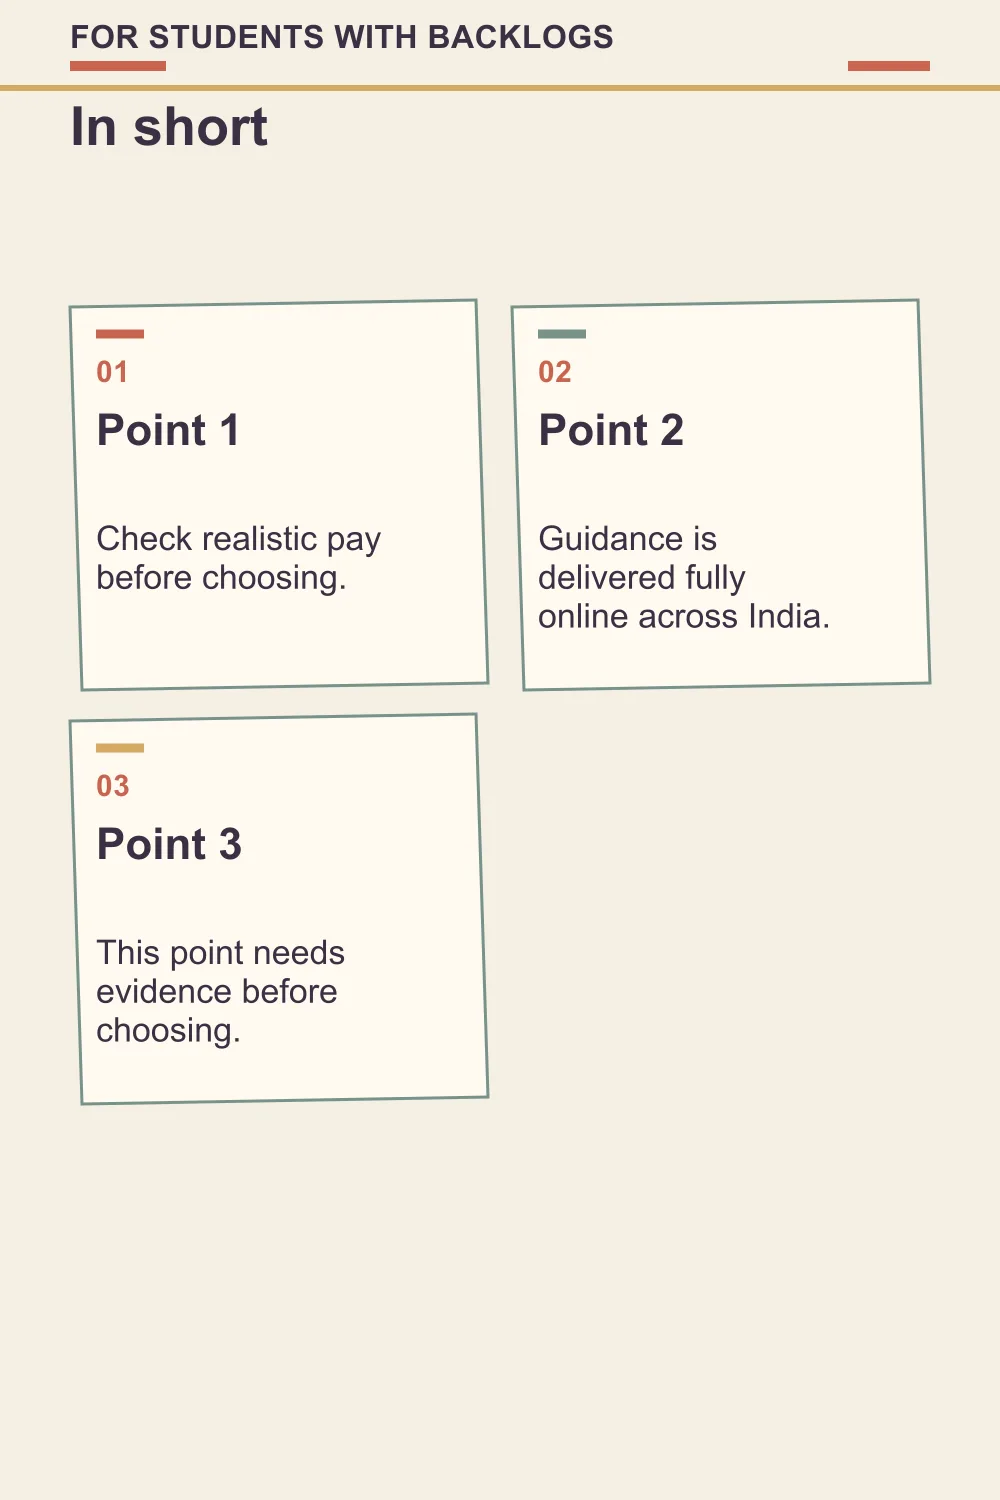 FOR STUDENTS WITH BACKLOGS
In short
01
Point 1
Check realistic pay
before choosing.
02
Point 2
Guidance is
delivered fully
online across India.
03
Point 3
This point needs
evidence before
choosing.